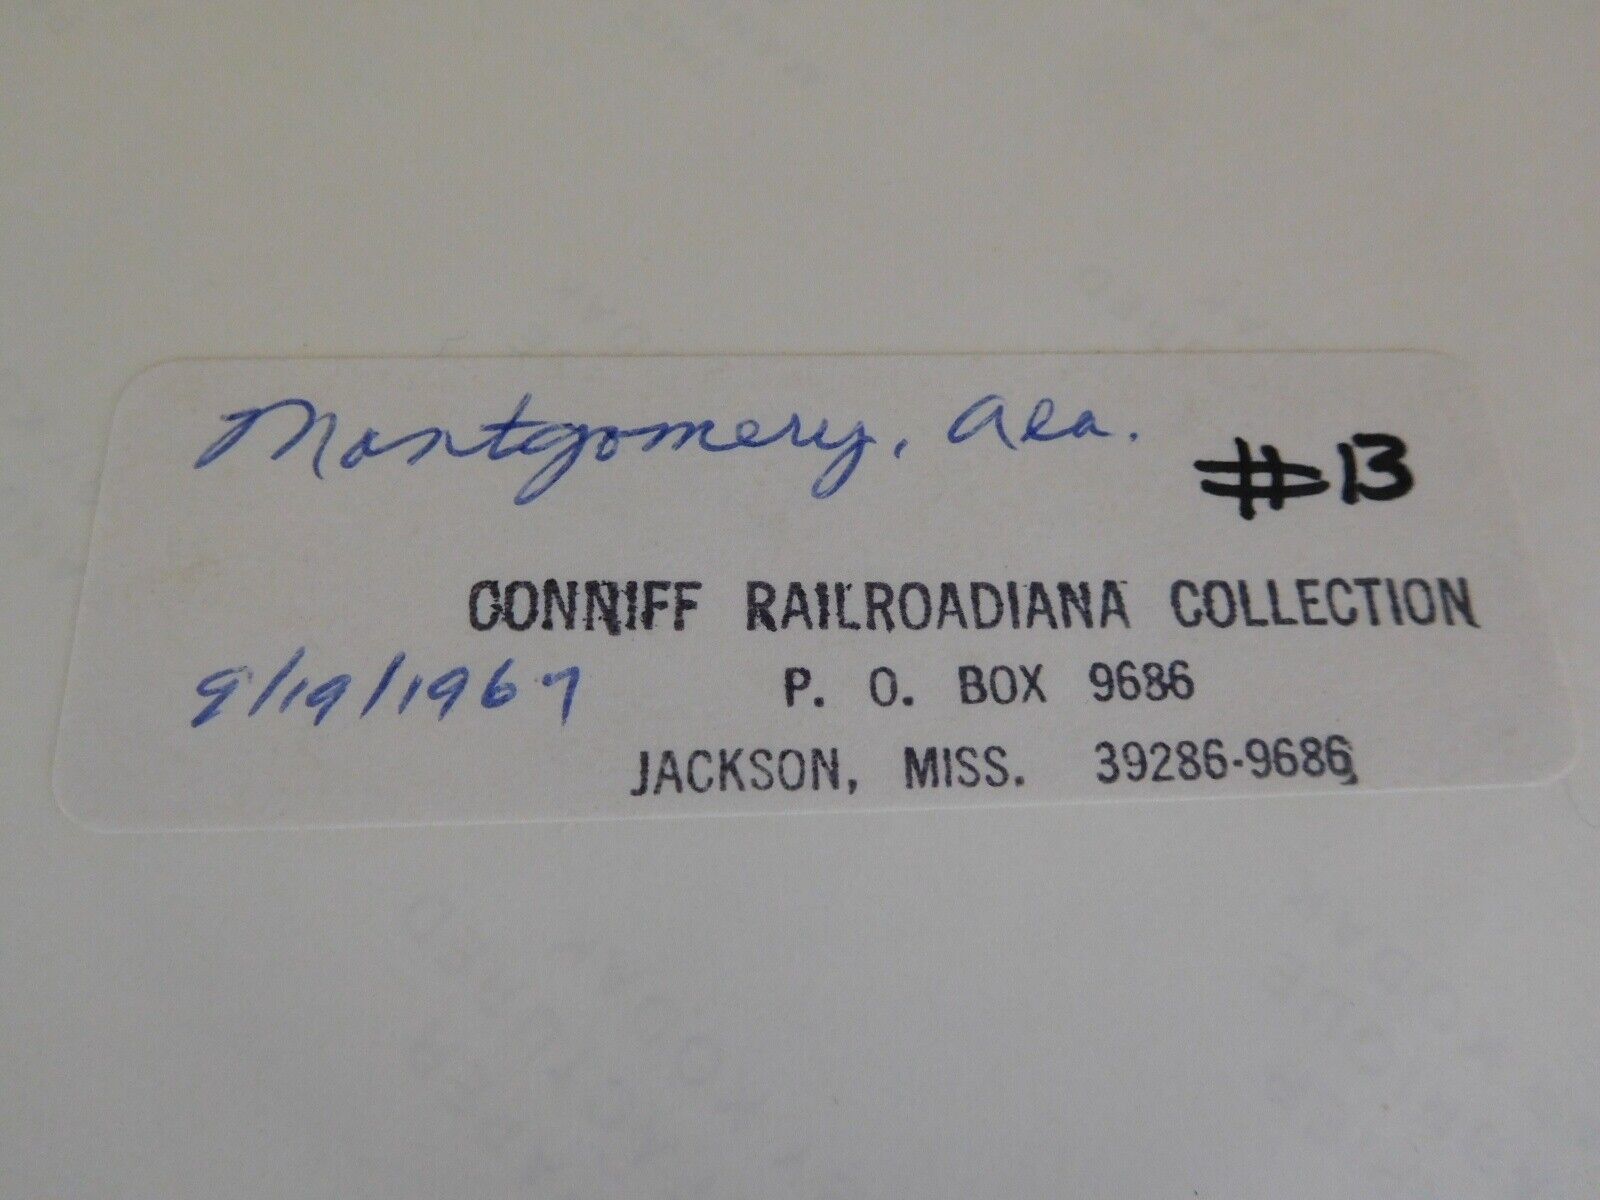 Montgomery, Ala.
#13
CONNIFF RAILROADIANA COLLECTION
9/19/1967
P. O. BOX 9686
JACKSON, MISS. 39286-9686